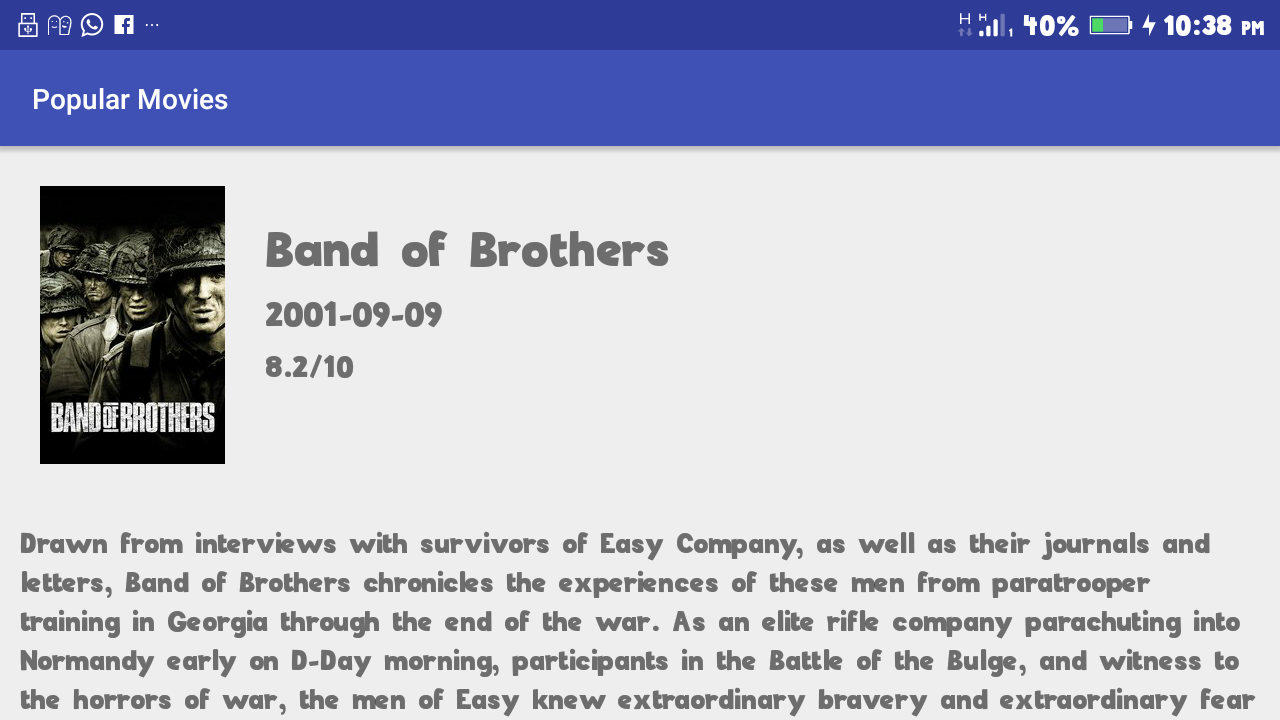 H H 1 40% 10:38 PM
Popular Movies
Band of Brothers
2001-09-09
8.2/10
BAND OF BROTHERS
Drawn from interviews with survivors of Easy Company, as well as their journals and
letters, Band of Brothers chronicles the experiences of these men from paratrooper
training in Georgia through the end of the war. As an elite rifle company parachuting into
Normandy early on D-Day morning, participants in the Battle of the Bulge, and witness to
the horrors of war, the men of Easy knew extraordinary bravery and extraordinary fear